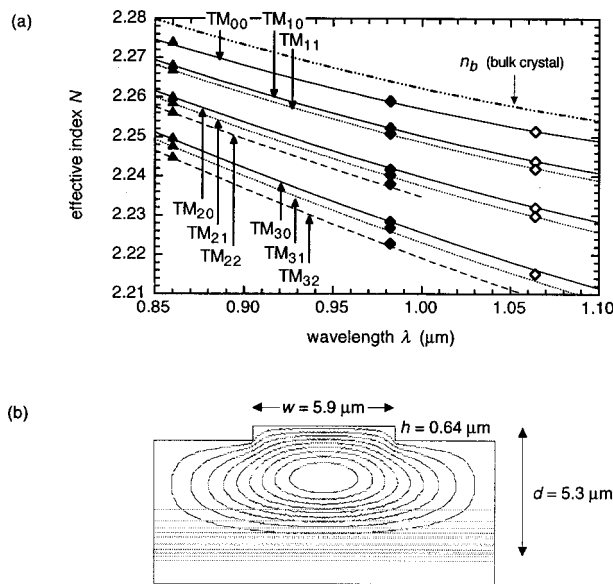 (a)
2.28
2.27
2.26
2.25
2.24
2.23
2.22
2.21
effective index N
TM00 TM10
TM11
nb (bulk crystal)
TM20
TM21
TM22
TM30
TM31
TM32
0.85 0.90 0.95 1.00 1.05 1.10
wavelength λ (μm)
(b)
w = 5.9 μm
h = 0.64 μm
d = 5.3 μm